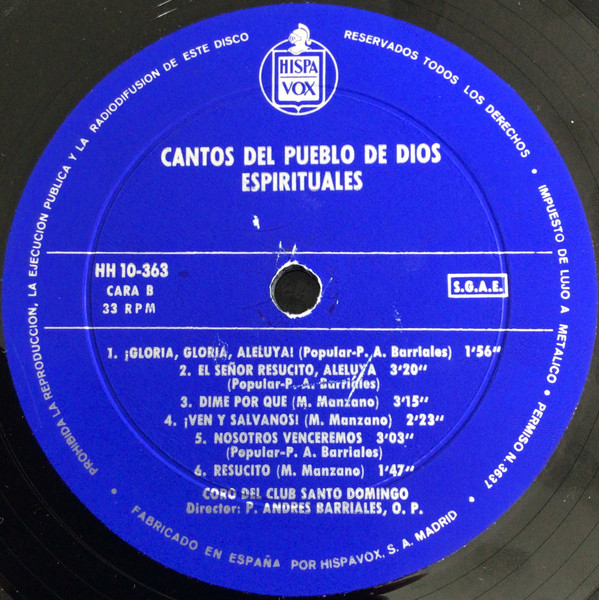 PROHIBIDA LA REPRODUCCION, LA EJECUCION PUBLICA Y LA RADIODIFUSION DE ESTE DISCO
RESERVADOS TODOS LOS DERECHOS • IMPUESTO DE LUJO A METALICO • PERMISO N. 3637
HISPA
VOX
CANTOS DEL PUEBLO DE DIOS
ESPIRITUALES
HH 10-363
CARA B
33 RPM
S.G.A.E.
1. ¡GLORIA, GLORIA, ALELUYA! (Popular-P. A. Barriales) 1'56"
2. EL SEÑOR RESUCITO, ALELUYA 3'20"
(Popular-P. A. Barriales)
3. DIME POR QUE (M. Manzano) 3'15"
4. ¡VEN Y SALVANOS! (M. Manzano) 2'23"
5. NOSOTROS VENCEREMOS 3'03"
(Popular-P. A. Barriales)
6. RESUCITO (M. Manzano) 1'47"
CORO DEL CLUB SANTO DOMINGO
Director: P. ANDRES BARRIALES, O. P.
• FABRICADO EN ESPAÑA POR HISPAVOX, S. A. MADRID •